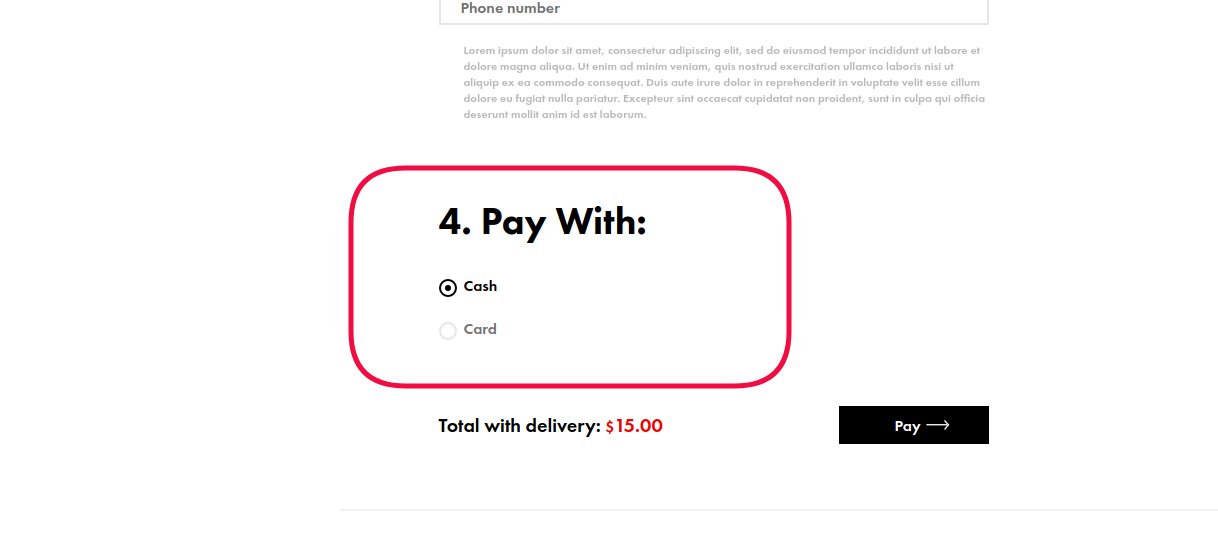 Phone number
Lorem ipsum dolor sit amet, consectetur adipiscing elit, sed do eiusmod tempor incididunt ut labore et
dolore magna aliqua. Ut enim ad minim veniam, quis nostrud exercitation ullamco laboris nisi ut
aliquip ex ea commodo consequat. Duis aute irure dolor in reprehenderit in voluptate velit esse cillum
dolore eu fugiat nulla pariatur. Excepteur sint occaecat cupidatat non proident, sunt in culpa qui officia
deserunt mollit anim id est laborum.
4. Pay With:
Cash
Card
Total with delivery: $15.00
Pay